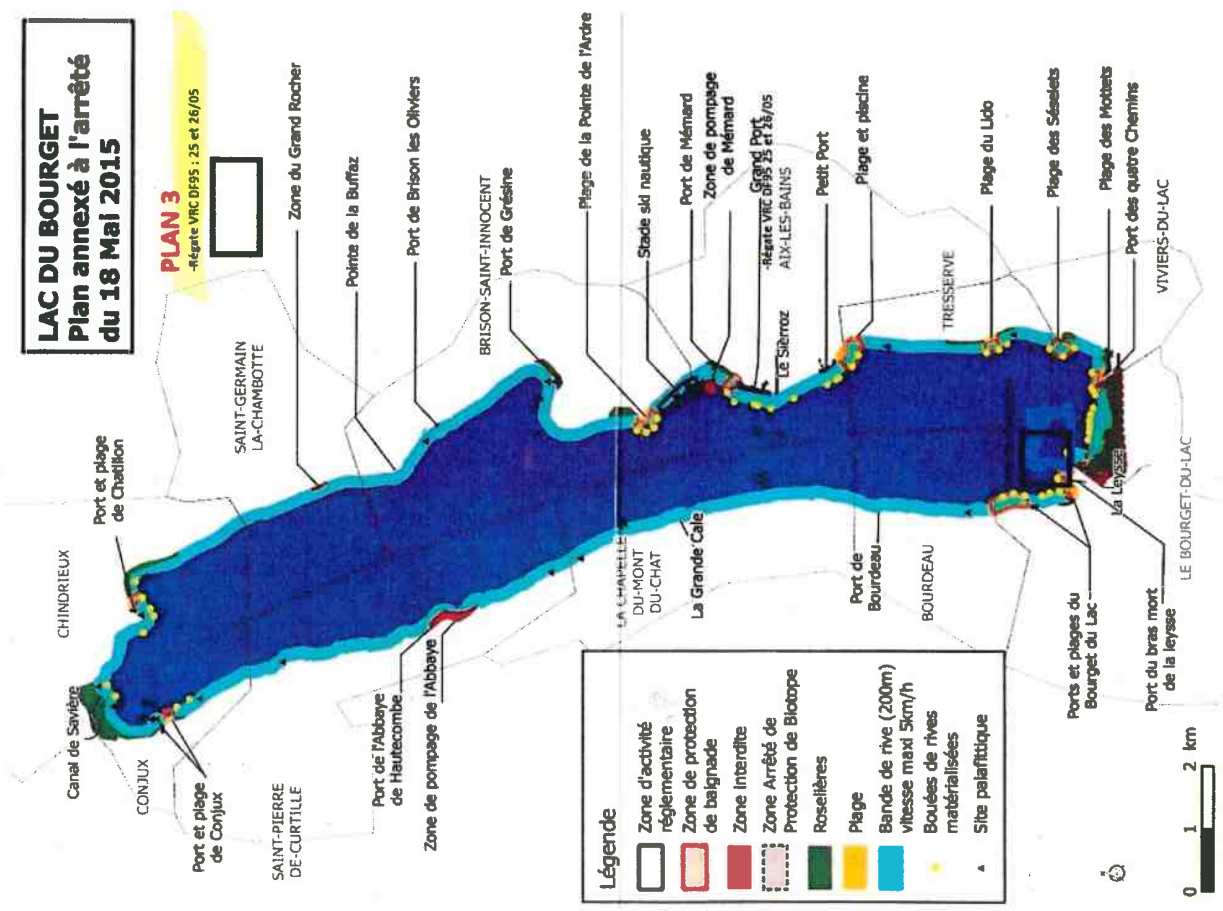 LAC DU BOURGET
Plan annexé à l'arrêté
du 18 Mai 2015
PLAN 3
-Régate VRC DF95 : 25 et 26/05
Zone du Grand Rocher
Pointe de la Buffaz
Port de Brison les Oliviers
BRISON-SAINT-INNOCENT
Port de Grésine
Plage de la Pointe de l'Ardre
Stade ski nautique
Port de Mémard
Zone de pompage
de Mémard
Grand Port
-Régate VRC DF95 25 et 26/05
AIX-LES-BAINS
Petit Port
Plage et piscine
Plage du Lido
Plage des Séselets
Plage des Mottets
Port des quatre Chemins
VIVIERS-DU-LAC
TRESSERVE
Le Sierroz
SAINT-GERMAIN
LA-CHAMBOTTE
Port et plage
de Chatillon
CHINDRIEUX
Canal de Savière
CONJUX
Port et plage
de Conjux
SAINT-PIERRE
DE-CURTILLE
Port de l'Abbaye
de Hautecombe
Zone de pompage de l'Abbaye
LA CHAPELLE
DU-MONT
DU-CHAT
La Grande Cale
Port de
Bourdeau
BOURDEAU
La Leysse
LE BOURGET-DU-LAC
Ports et plages du
Bourget du Lac
Port du bras mort
de la leysse
Légende
Zone d'activité
réglementaire
Zone de protection
de baignade
Zone interdite
Zone Arrêté de
Protection de Biotope
Roselières
Plage
Bande de rive (200m)
vitesse maxi 5km/h
Bouées de rives
matérialisées
Site palafittique
0 1 2 km